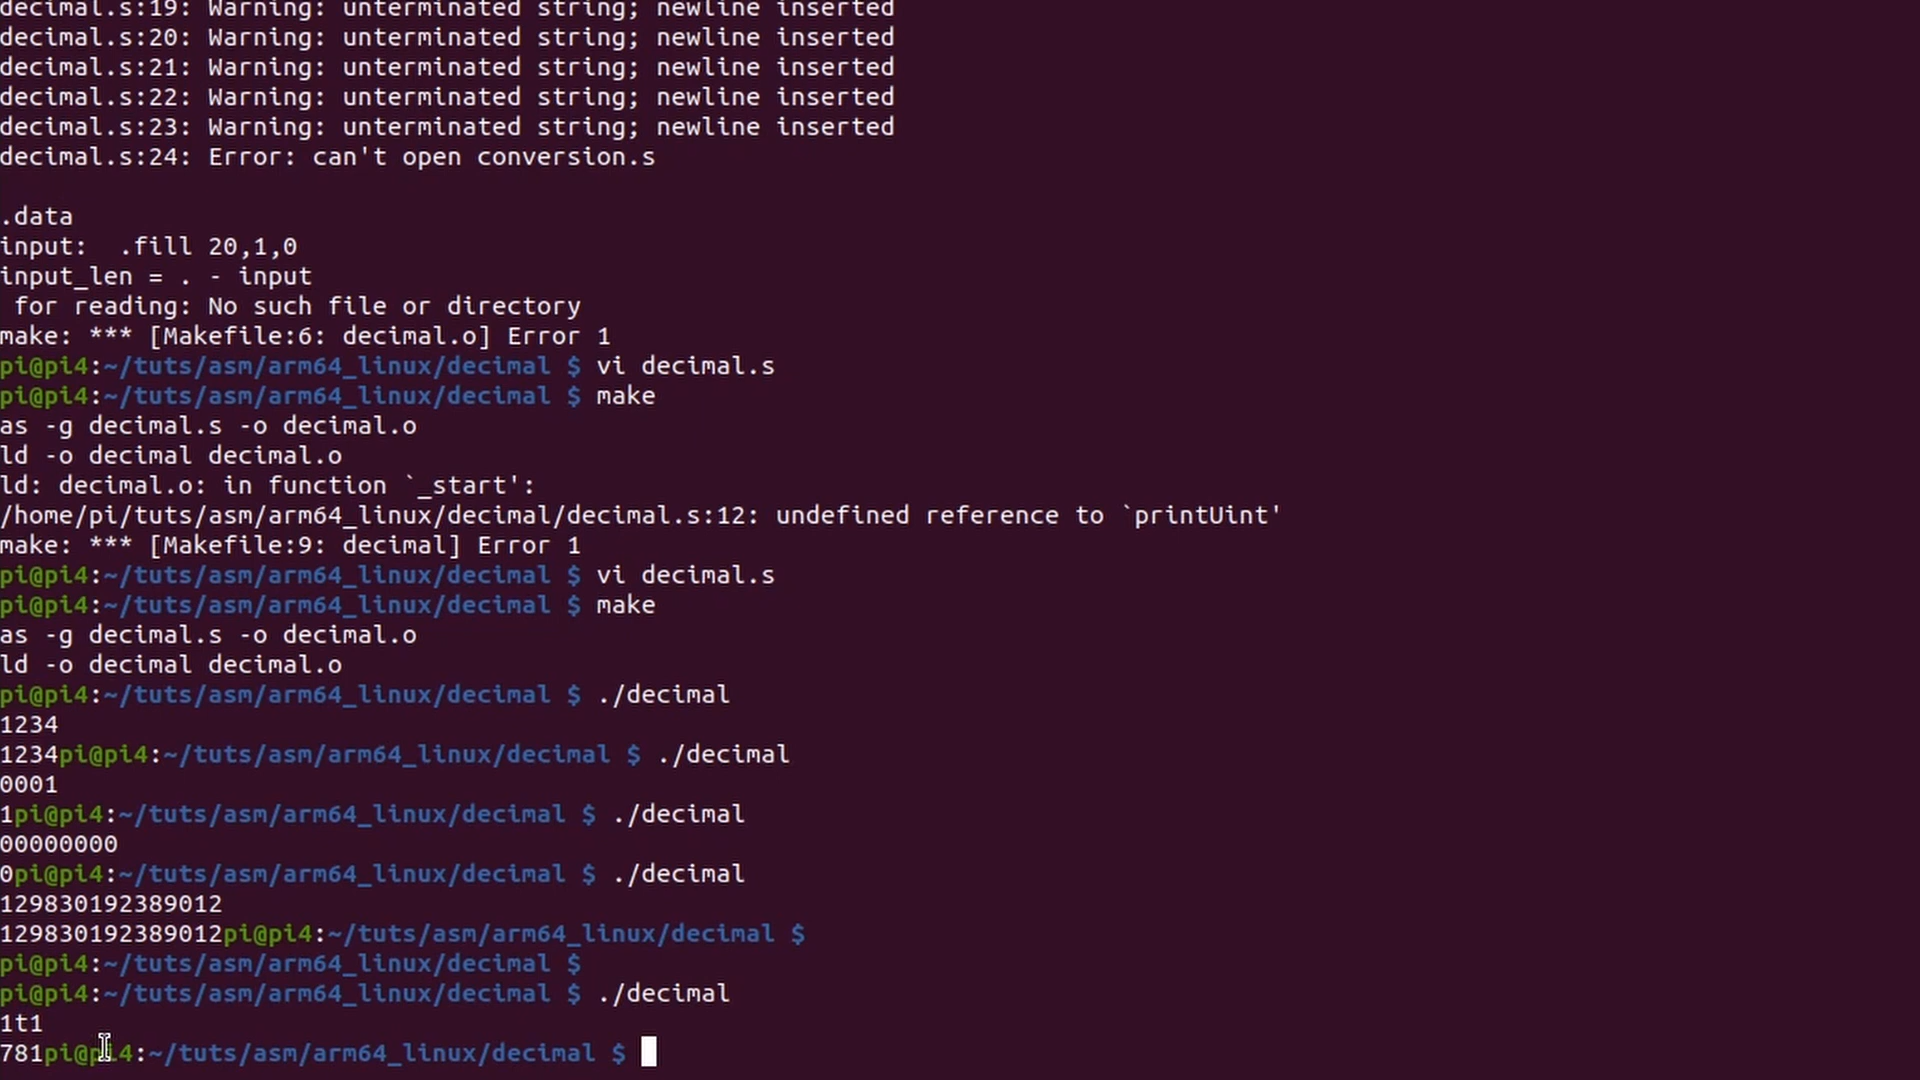 decimal.s:19: Warning: unterminated string; newline inserted
decimal.s:20: Warning: unterminated string; newline inserted
decimal.s:21: Warning: unterminated string; newline inserted
decimal.s:22: Warning: unterminated string; newline inserted
decimal.s:23: Warning: unterminated string; newline inserted
decimal.s:24: Error: can't open conversion.s
.data
input:  .fill 20,1,0
input_len = . - input
 for reading: No such file or directory
make: *** [Makefile:6: decimal.o] Error 1
pi@pi4:~/tuts/asm/arm64_linux/decimal $ vi decimal.s
pi@pi4:~/tuts/asm/arm64_linux/decimal $ make
as -g decimal.s -o decimal.o
ld -o decimal decimal.o
ld: decimal.o: in function `_start':
/home/pi/tuts/asm/arm64_linux/decimal/decimal.s:12: undefined reference to `printUint'
make: *** [Makefile:9: decimal] Error 1
pi@pi4:~/tuts/asm/arm64_linux/decimal $ vi decimal.s
pi@pi4:~/tuts/asm/arm64_linux/decimal $ make
as -g decimal.s -o decimal.o
ld -o decimal decimal.o
pi@pi4:~/tuts/asm/arm64_linux/decimal $ ./decimal
1234
1234pi@pi4:~/tuts/asm/arm64_linux/decimal $ ./decimal
0001
1pi@pi4:~/tuts/asm/arm64_linux/decimal $ ./decimal
00000000
0pi@pi4:~/tuts/asm/arm64_linux/decimal $ ./decimal
129830192389012
129830192389012pi@pi4:~/tuts/asm/arm64_linux/decimal $
pi@pi4:~/tuts/asm/arm64_linux/decimal $
pi@pi4:~/tuts/asm/arm64_linux/decimal $ ./decimal
1t1
781pi@pi4:~/tuts/asm/arm64_linux/decimal $